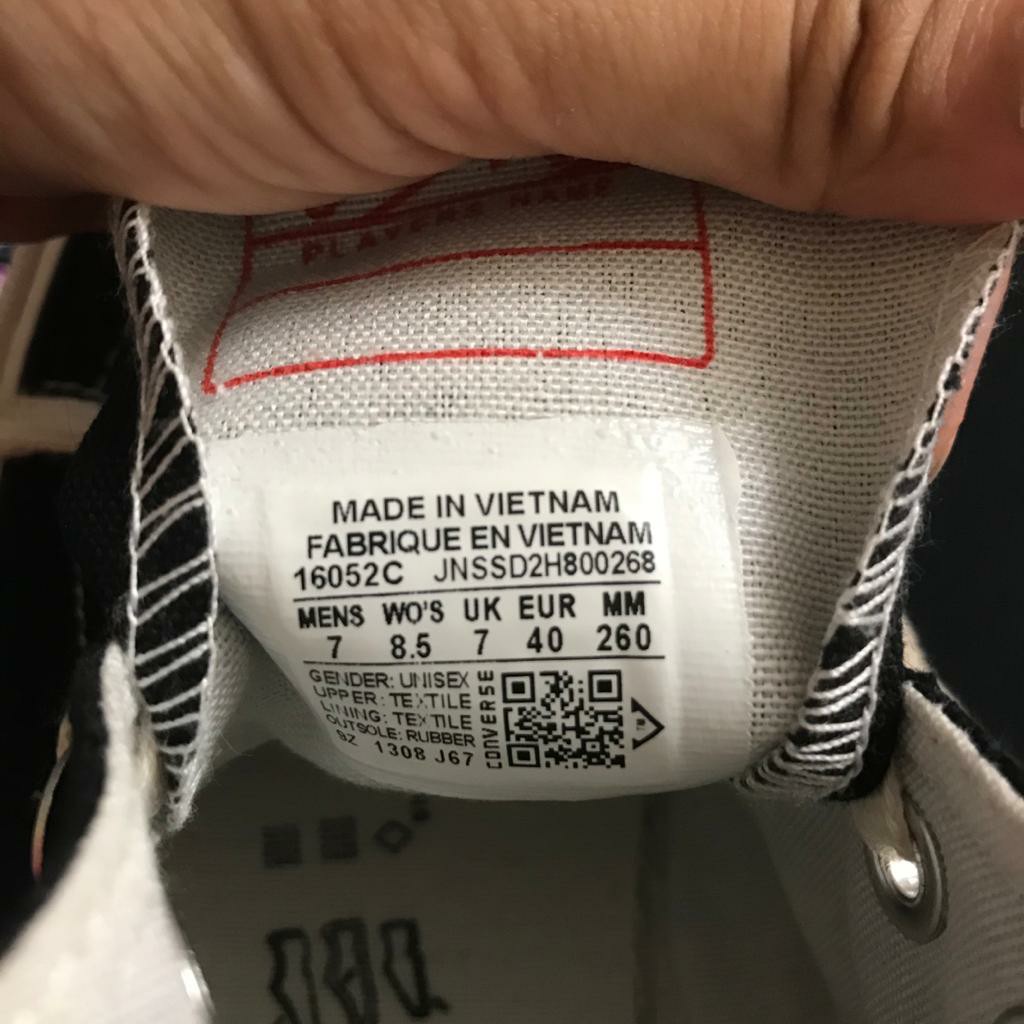 PLAYERS NAME
MADE IN VIETNAM
FABRIQUE EN VIETNAM
16052C JNSSD2H800268
MENS WO'S UK EUR MM
7 8.5 7 40 260
GENDER: UNISEX
UPPER: TEXTILE
LINING: TEXTILE
OUTSOLE: RUBBER
SZ 1308 J67
CONVERSE